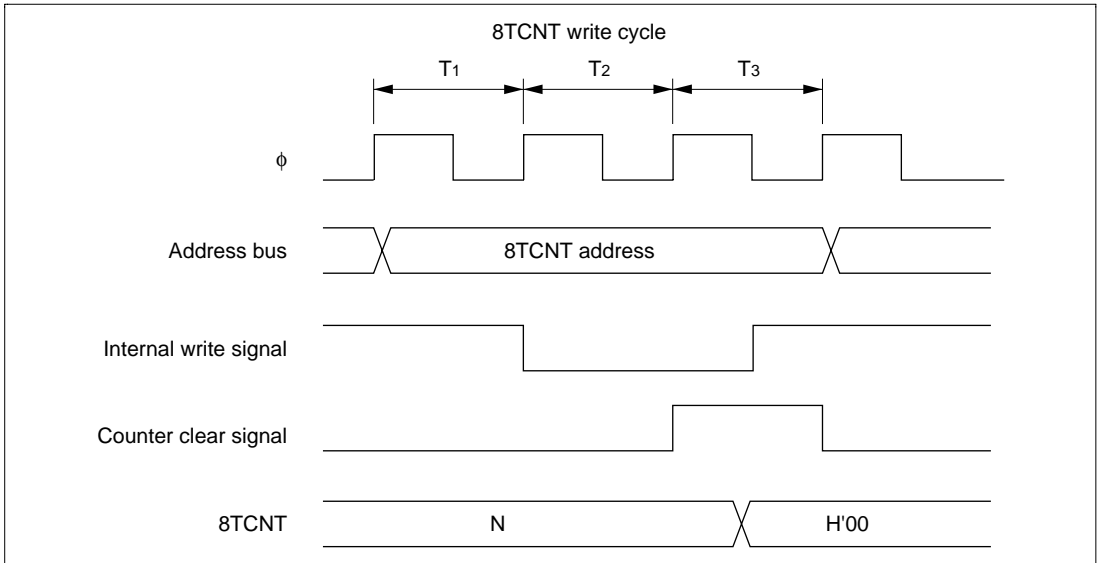 8TCNT write cycle
T1 T2 T3
ϕ
Address bus 8TCNT address
Internal write signal
Counter clear signal
8TCNT N H'00